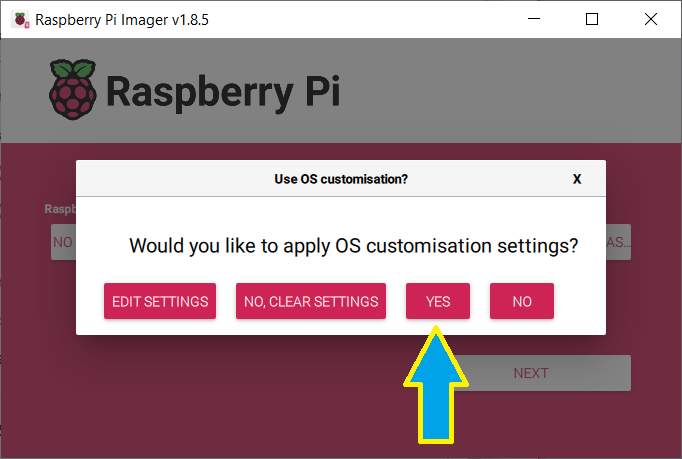 Raspberry Pi Imager v1.8.5
Raspberry Pi
Use OS customisation?
X
Raspb
NO
AS...
Would you like to apply OS customisation settings?
EDIT SETTINGS
NO, CLEAR SETTINGS
YES
NO
NEXT